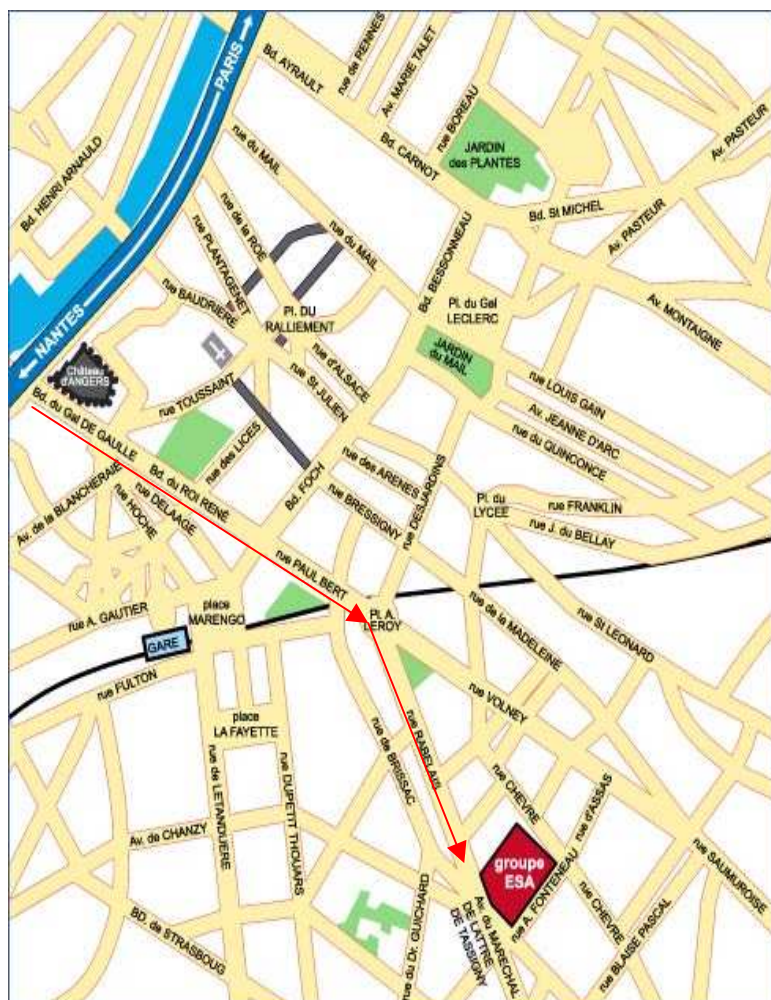 PARIS
Bd. AYRAULT
rue de RENNES
Av. MARIE TALET
rue BOREAU
Bd. CARNOT
JARDIN
des PLANTES
Av. PASTEUR
Bd. HENRI ARNAULD
rue du MAIL
rue de la ROE
rue PLANTAGENET
rue du MAIL
Bd. St MICHEL
Av. PASTEUR
rue BAUDRIERE
Bd. BESSONNEAU
Pl. du Gal
LECLERC
Av. MONTAIGNE
Pl. DU
RALLIEMENT
NANTES
Château
d'ANGERS
JARDIN
du MAIL
rue d'ALSACE
rue St JULIEN
rue TOUSSAINT
rue LOUIS GAIN
Av. JEANNE D'ARC
rue du QUINCONCE
Bd. du Gal DE GAULLE
rue des LICES
Bd. du ROI RENÉ
Bd. FOCH
rue des ARENES
rue BRESSIGNY
rue DESJARDINS
Pl. du
LYCEE
rue FRANKLIN
rue J. du BELLAY
Av. de la BLANCHERAIE
rue HOCHE
rue DELAAGE
rue PAUL BERT
rue A. GAUTIER
place
MARENGO
Pl. A.
LEROY
rue de la MADELEINE
rue St LÉONARD
GARE
rue FULTON
rue VOLNEY
place
LA FAYETTE
rue de LETANDUERE
rue DUPETIT THOUARS
rue de BRISSAC
rue RABELAIS
rue CHEVRE
rue d'ASSAS
Av. de CHANZY
groupe
ESA
rue A. FONTENEAU
rue CHEVRE
rue SAUMUROISE
BD. de STRASBOUG
rue du Dr. GUICHARD
Av. du MARECHAL
DE LATTRE
DE TASSIGNY
rue BLAISE PASCAL